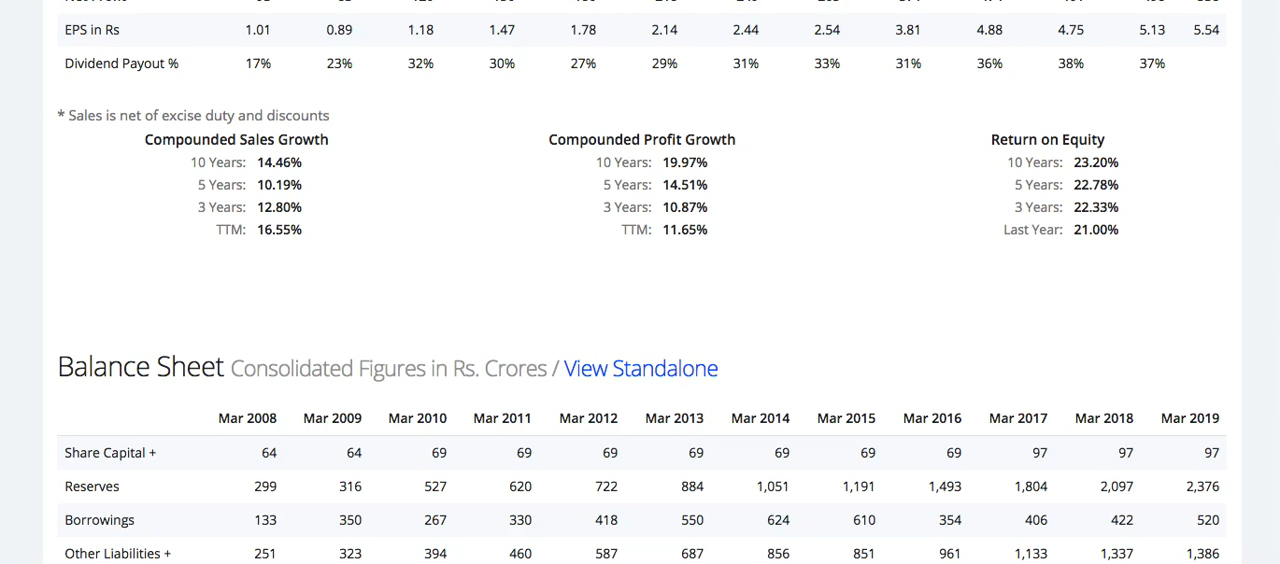 EPS in Rs 1.01 0.89 1.18 1.47 1.78 2.14 2.44 2.54 3.81 4.88 4.75 5.13 5.54
Dividend Payout % 17% 23% 32% 30% 27% 29% 31% 33% 31% 36% 38% 37%
* Sales is net of excise duty and discounts
Compounded Sales Growth Compounded Profit Growth Return on Equity
10 Years: 14.46% 10 Years: 19.97% 10 Years: 23.20%
5 Years: 10.19% 5 Years: 14.51% 5 Years: 22.78%
3 Years: 12.80% 3 Years: 10.87% 3 Years: 22.33%
TTM: 16.55% TTM: 11.65% Last Year: 21.00%
Balance Sheet Consolidated Figures in Rs. Crores / View Standalone
Mar 2008 Mar 2009 Mar 2010 Mar 2011 Mar 2012 Mar 2013 Mar 2014 Mar 2015 Mar 2016 Mar 2017 Mar 2018 Mar 2019
Share Capital + 64 64 69 69 69 69 69 69 69 97 97 97
Reserves 299 316 527 620 722 884 1,051 1,191 1,493 1,804 2,097 2,376
Borrowings 133 350 267 330 418 550 624 610 354 406 422 520
Other Liabilities + 251 323 394 460 587 687 856 851 961 1,133 1,337 1,386